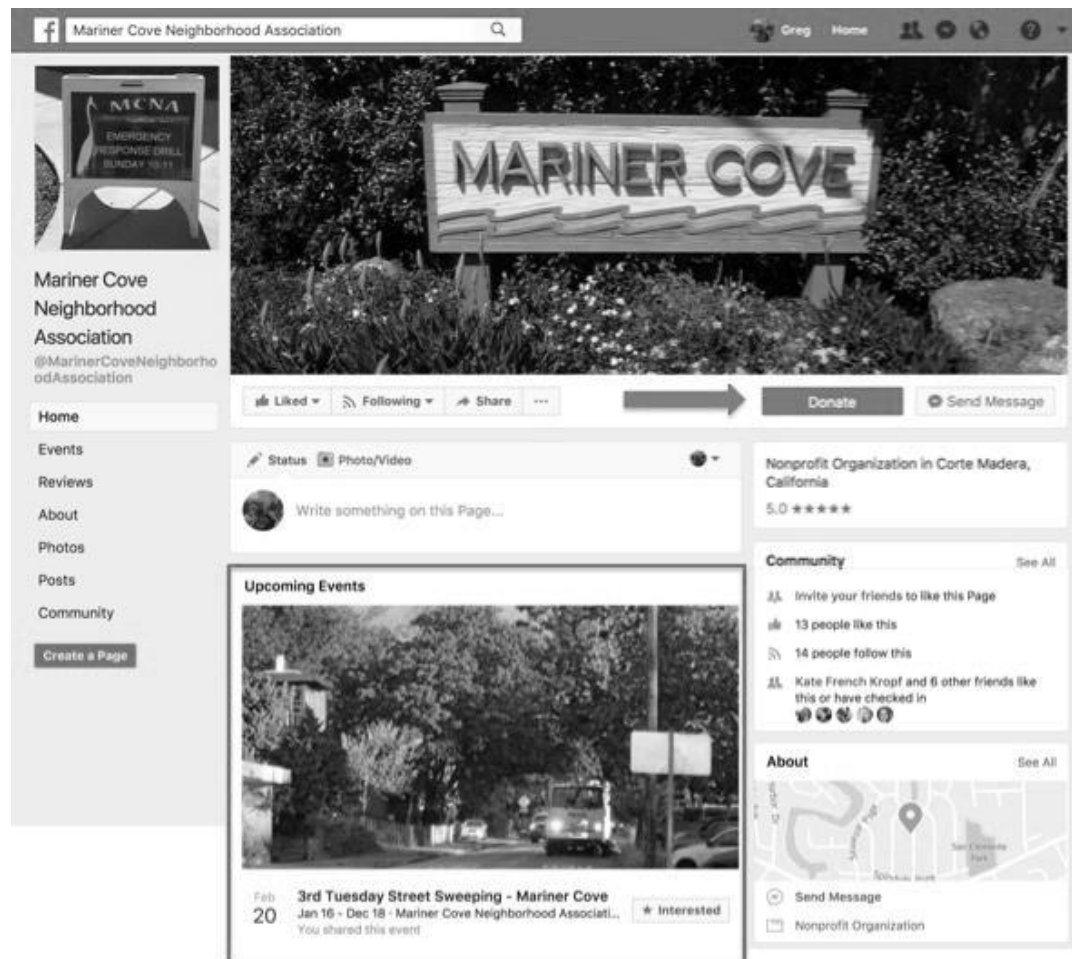 f
Mariner Cove Neighborhood Association
Greg
Home
MCNA
EMERGENCY
RESPONSE DRILL
SUNDAY 10/11
MARINER COVE
Mariner Cove
Neighborhood
Association
@MarinerCoveNeighborho
odAssociation
Home
Events
Reviews
About
Photos
Posts
Community
Create a Page
Liked
Following
Share
...
Donate
Send Message
Status
Photo/Video
Write something on this Page...
Upcoming Events
Feb
20
3rd Tuesday Street Sweeping - Mariner Cove
Jan 16 - Dec 18 · Mariner Cove Neighborhood Associati...
You shared this event
★ Interested
Nonprofit Organization in Corte Madera,
California
5.0 ★★★★★
Community
See All
Invite your friends to like this Page
13 people like this
14 people follow this
Kate French Kropf and 6 other friends like
this or have checked in
About
See All
San Clemente
Park
Send Message
Nonprofit Organization